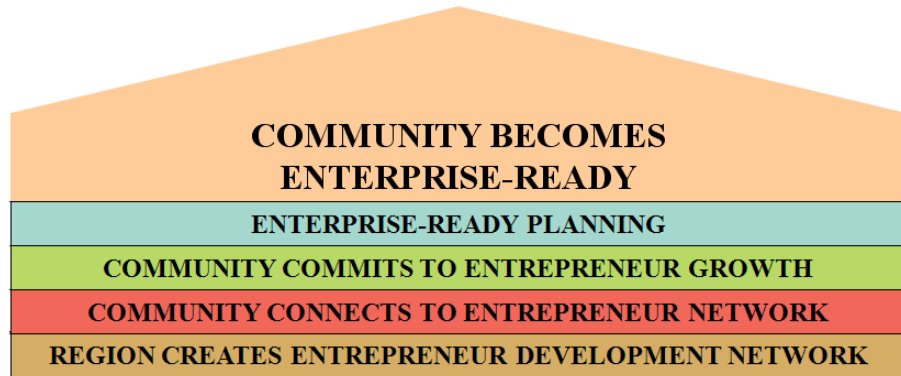 COMMUNITY BECOMES
ENTERPRISE-READY
ENTERPRISE-READY PLANNING
COMMUNITY COMMITS TO ENTREPRENEUR GROWTH
COMMUNITY CONNECTS TO ENTREPRENEUR NETWORK
REGION CREATES ENTREPRENEUR DEVELOPMENT NETWORK